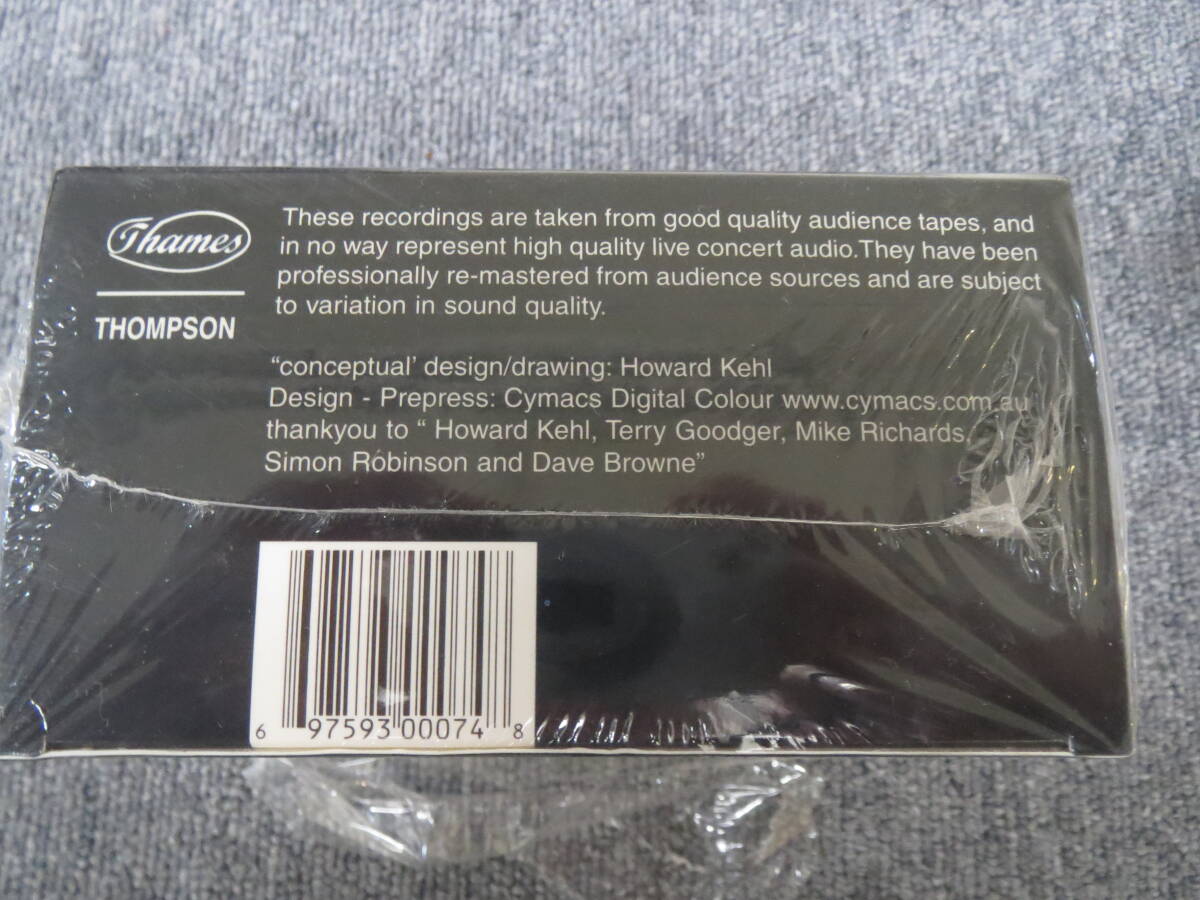 Thames
THOMPSON
These recordings are taken from good quality audience tapes, and
in no way represent high quality live concert audio.They have been
professionally re-mastered from audience sources and are subject
to variation in sound quality.
“conceptual’ design/drawing: Howard Kehl
Design - Prepress: Cymacs Digital Colour www.cymacs.com.au
thankyou to “ Howard Kehl, Terry Goodger, Mike Richards,
Simon Robinson and Dave Browne”
6 97593 00074 8